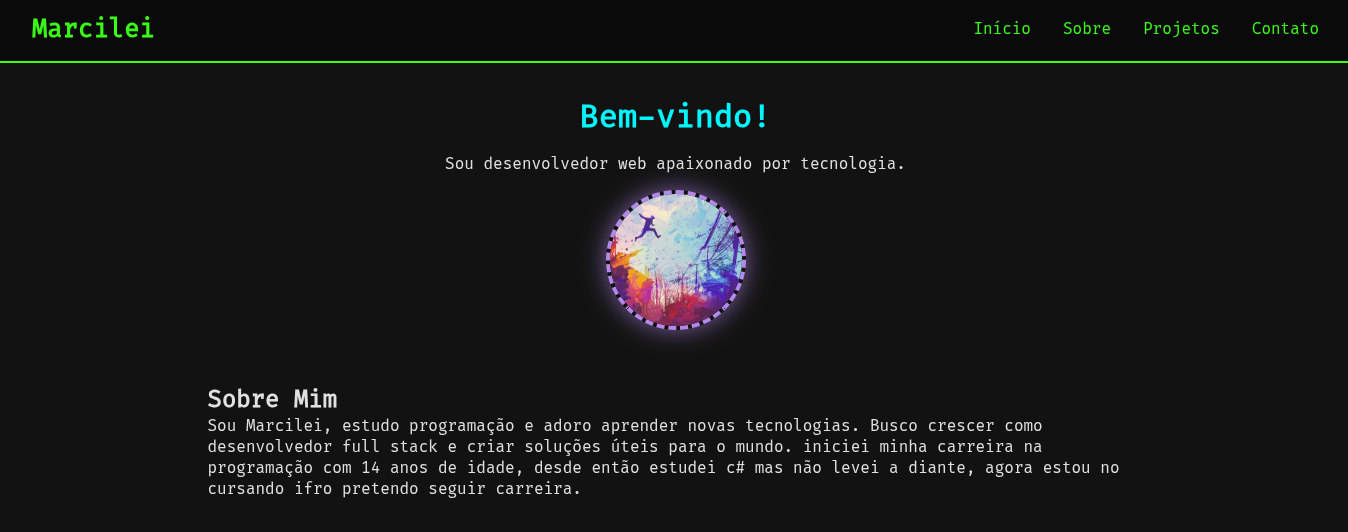 Marcilei
Início Sobre Projetos Contato
Bem-vindo!
Sou desenvolvedor web apaixonado por tecnologia.
Sobre Mim
Sou Marcilei, estudo programação e adoro aprender novas tecnologias. Busco crescer como
desenvolvedor full stack e criar soluções úteis para o mundo. iniciei minha carreira na
programação com 14 anos de idade, desde então estudei c# mas não levei a diante, agora estou no
cursando ifro pretendo seguir carreira.